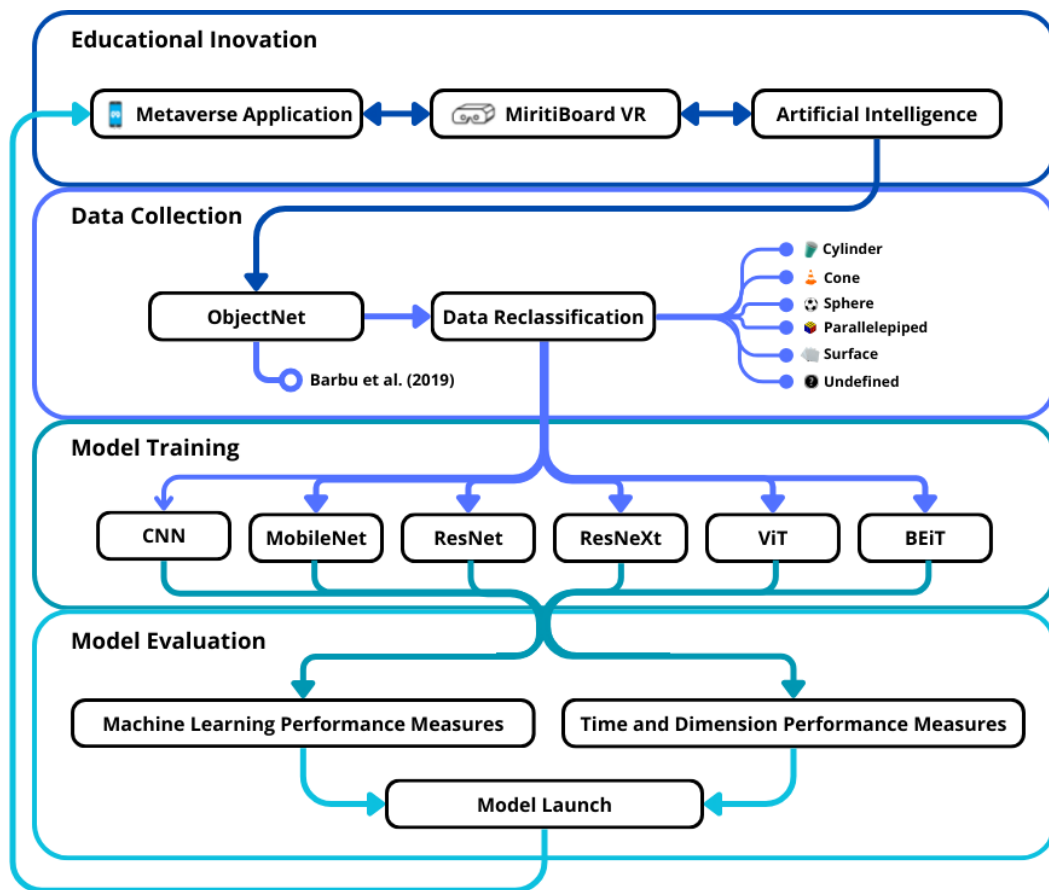 Educational Inovation
Metaverse Application
MiritiBoard VR
Artificial Intelligence
Data Collection
Cylinder
Cone
Sphere
Parallelepiped
Surface
Undefined
ObjectNet
Data Reclassification
Barbu et al. (2019)
Model Training
CNN
MobileNet
ResNet
ResNeXt
ViT
BEiT
Model Evaluation
Machine Learning Performance Measures
Time and Dimension Performance Measures
Model Launch